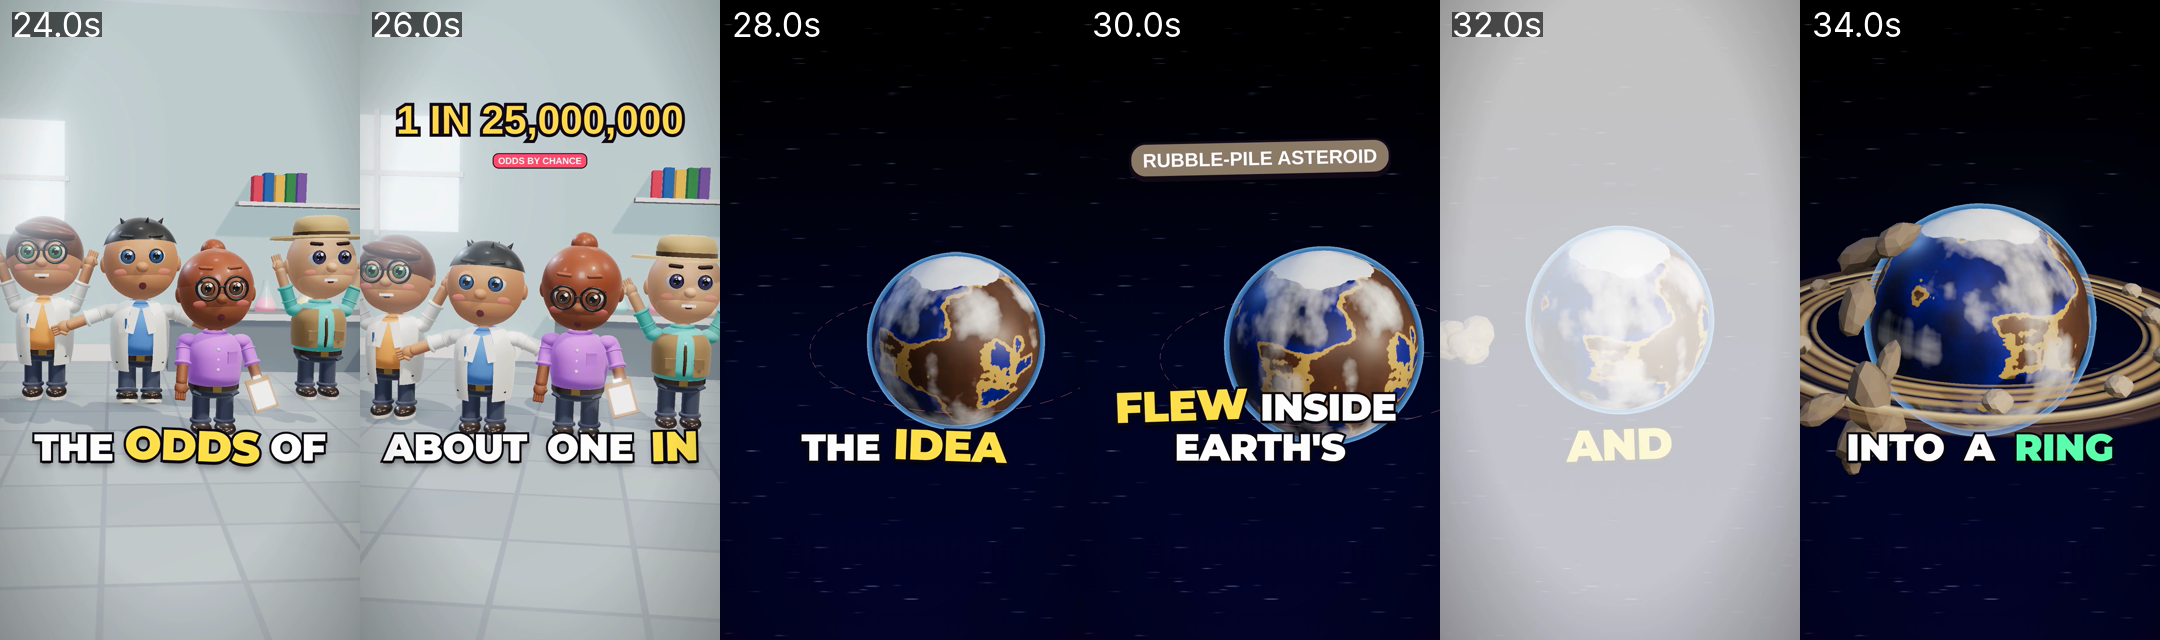 24.0s
THE ODDS OF
26.0s
1 IN 25,000,000
ODDS BY CHANCE
ABOUT ONE IN
28.0s
THE IDEA
30.0s
RUBBLE-PILE ASTEROID
FLEW INSIDE
EARTH'S
32.0s
AND
34.0s
INTO A RING